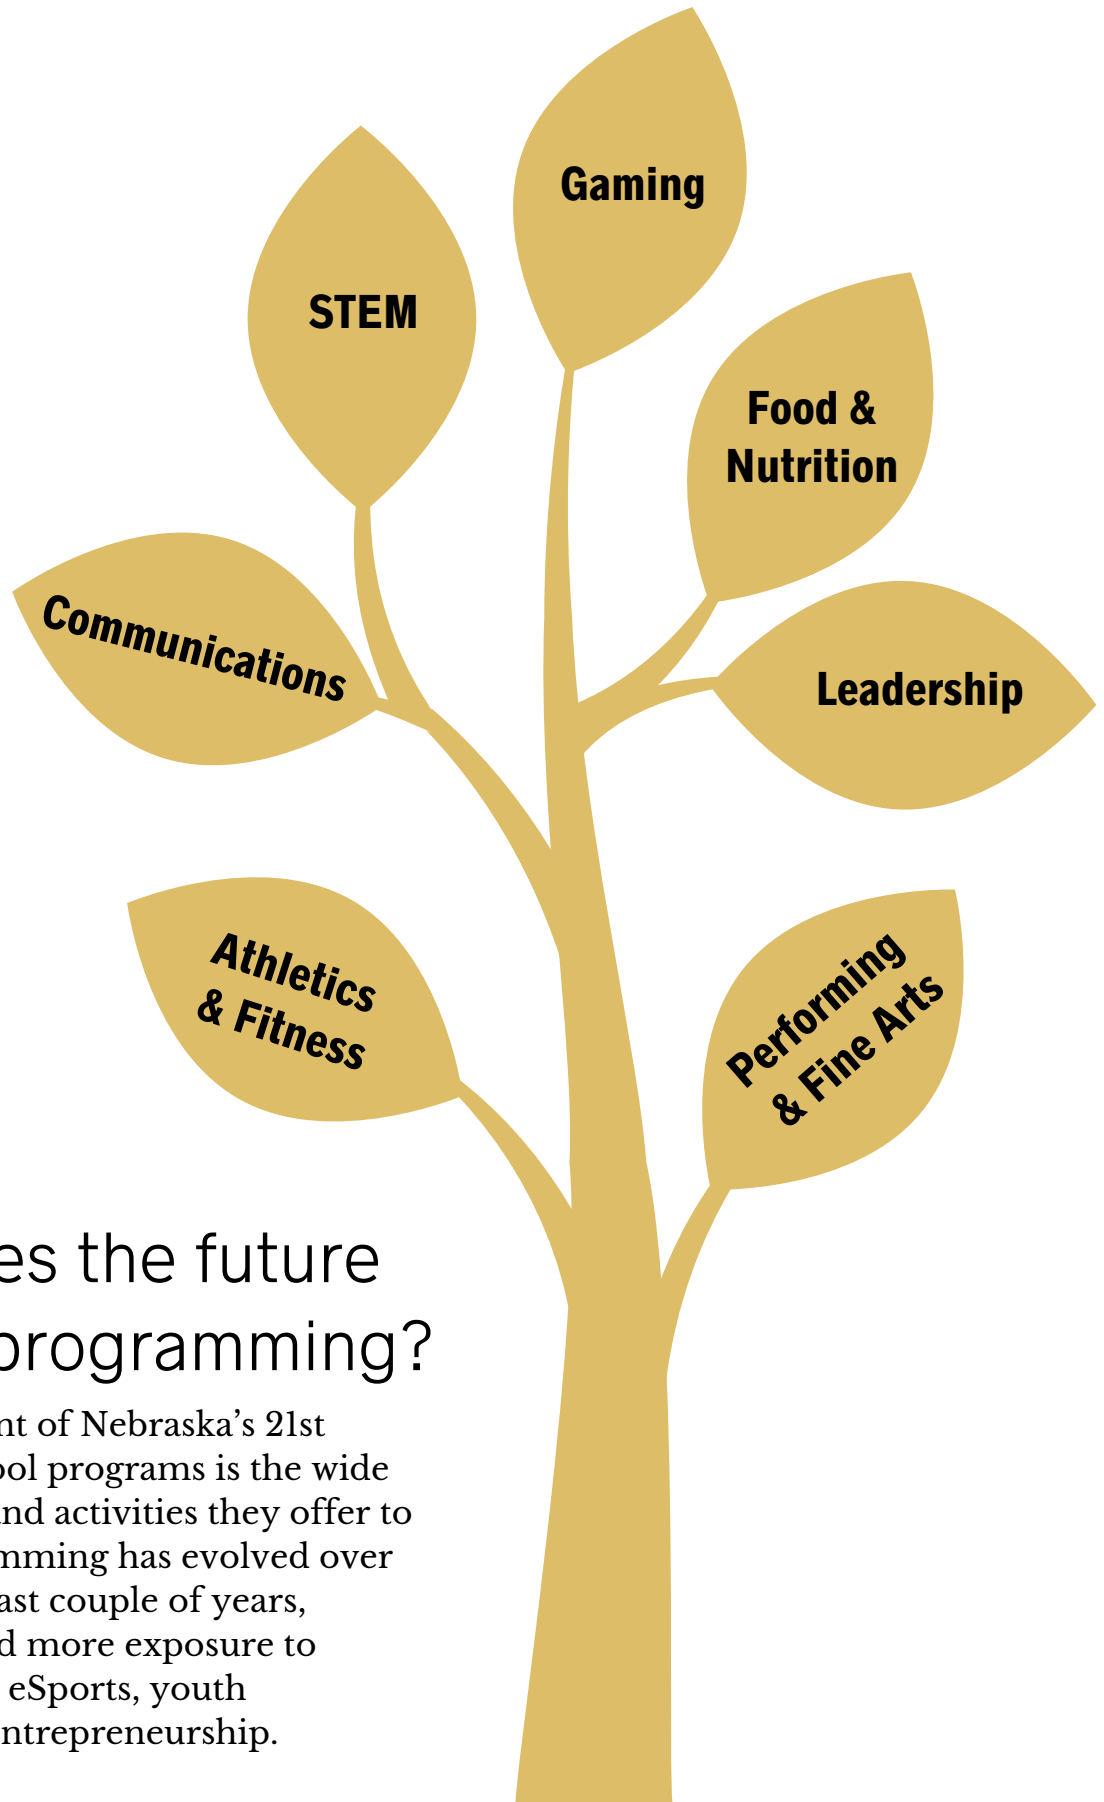 Gaming
STEM
Food &
Nutrition
Communications
Leadership
Athletics
& Fitness
Performing
& Fine Arts
es the future
programming?
nt of Nebraska’s 21st
ool programs is the wide
and activities they offer to
mming has evolved over
ast couple of years,
d more exposure to
eSports, youth
ntrepreneurship.